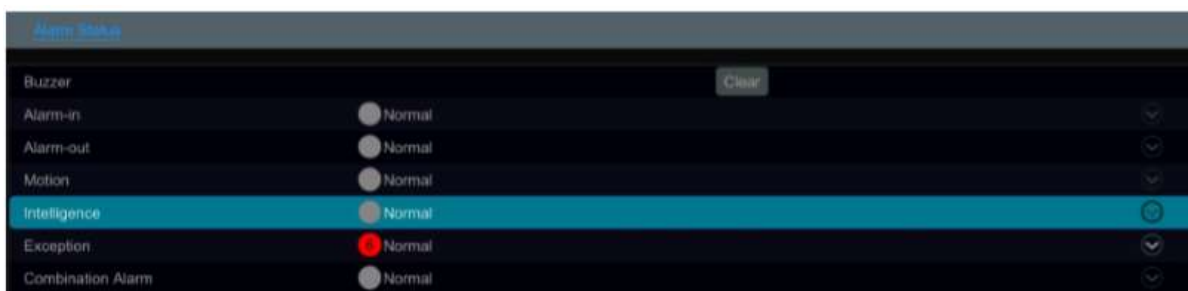 Alarm Status
Buzzer Clear
Alarm-in Normal
Alarm-out Normal
Motion Normal
Intelligence Normal
Exception 6 Normal
Combination Alarm Normal